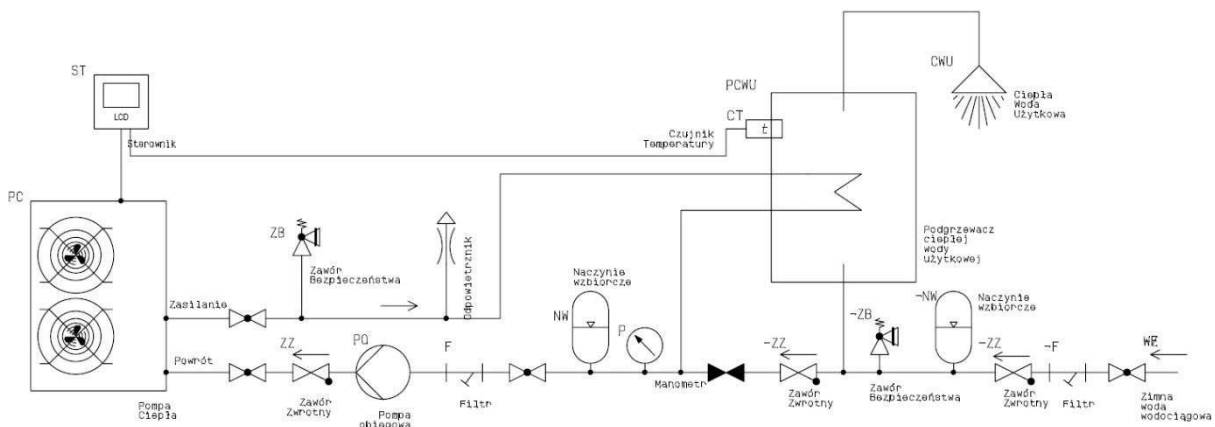 ST
LCD
Sterownik
PC
Zasilanie
Powrót
Pompa
Ciepła
ZB
Zawór
Bezpieczeństwa
Odpowietrznik
ZZ
Zawór
Zwrotny
PO
Pompa
obiegowa
F
Filtr
Naczynie
wzbiorcze
NW
P
Manometr
PCWU
CT
t
Czujnik
Temperatury
CWU
Ciepła
Woda
Użytkowa
Podgrzewacz
ciepłej
wody
użytkowej
¬ZZ
Zawór
Zwrotny
¬ZB
Zawór
Bezpieczeństwa
¬NW
Naczynie
wzbiorcze
¬ZZ
Zawór
Zwrotny
¬F
Filtr
WE
Zimna
woda
wodociągowa